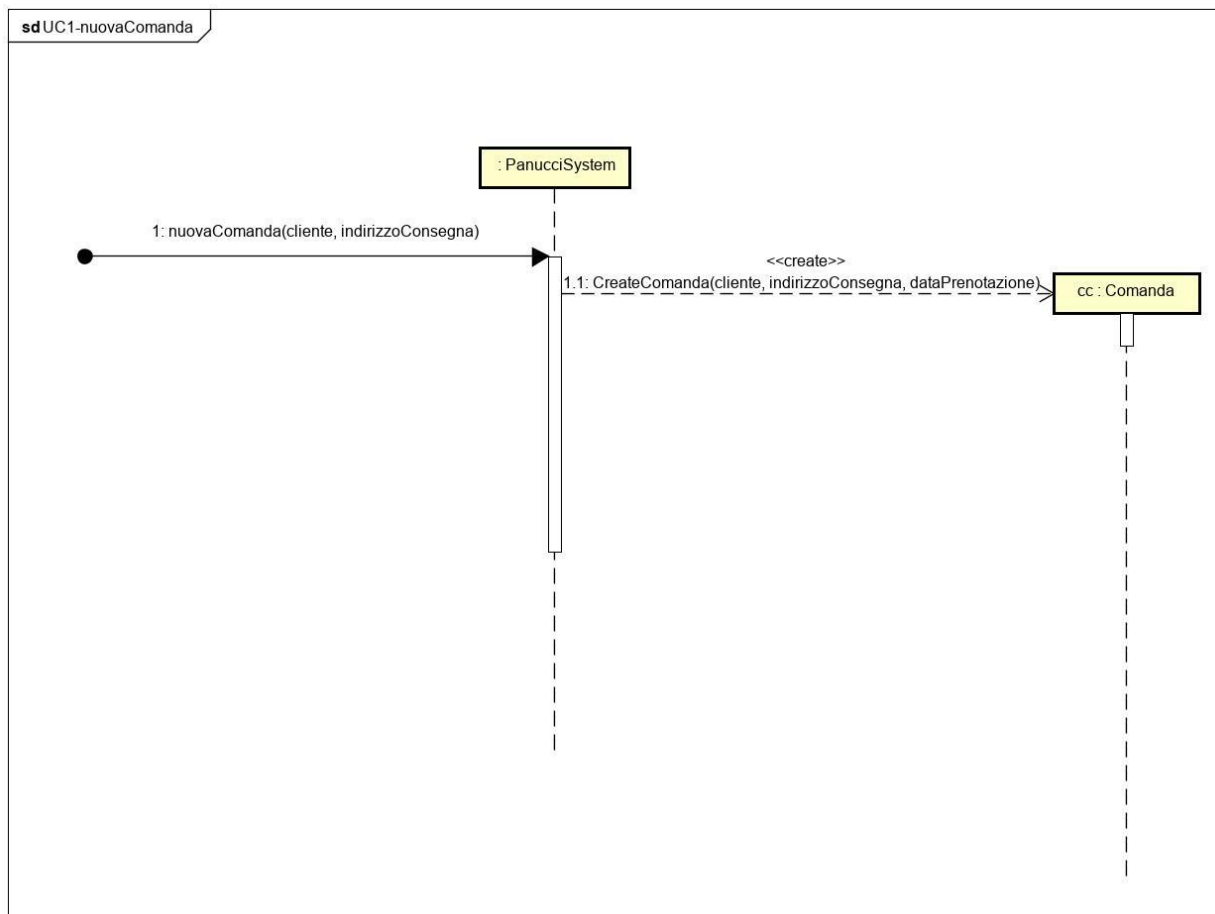 sd UC1-nuovaComanda
: PanucciSystem
1: nuovaComanda(cliente, indirizzoConsegna)
<<create>>
1.1: CreateComanda(cliente, indirizzoConsegna, dataPrenotazione)
cc : Comanda